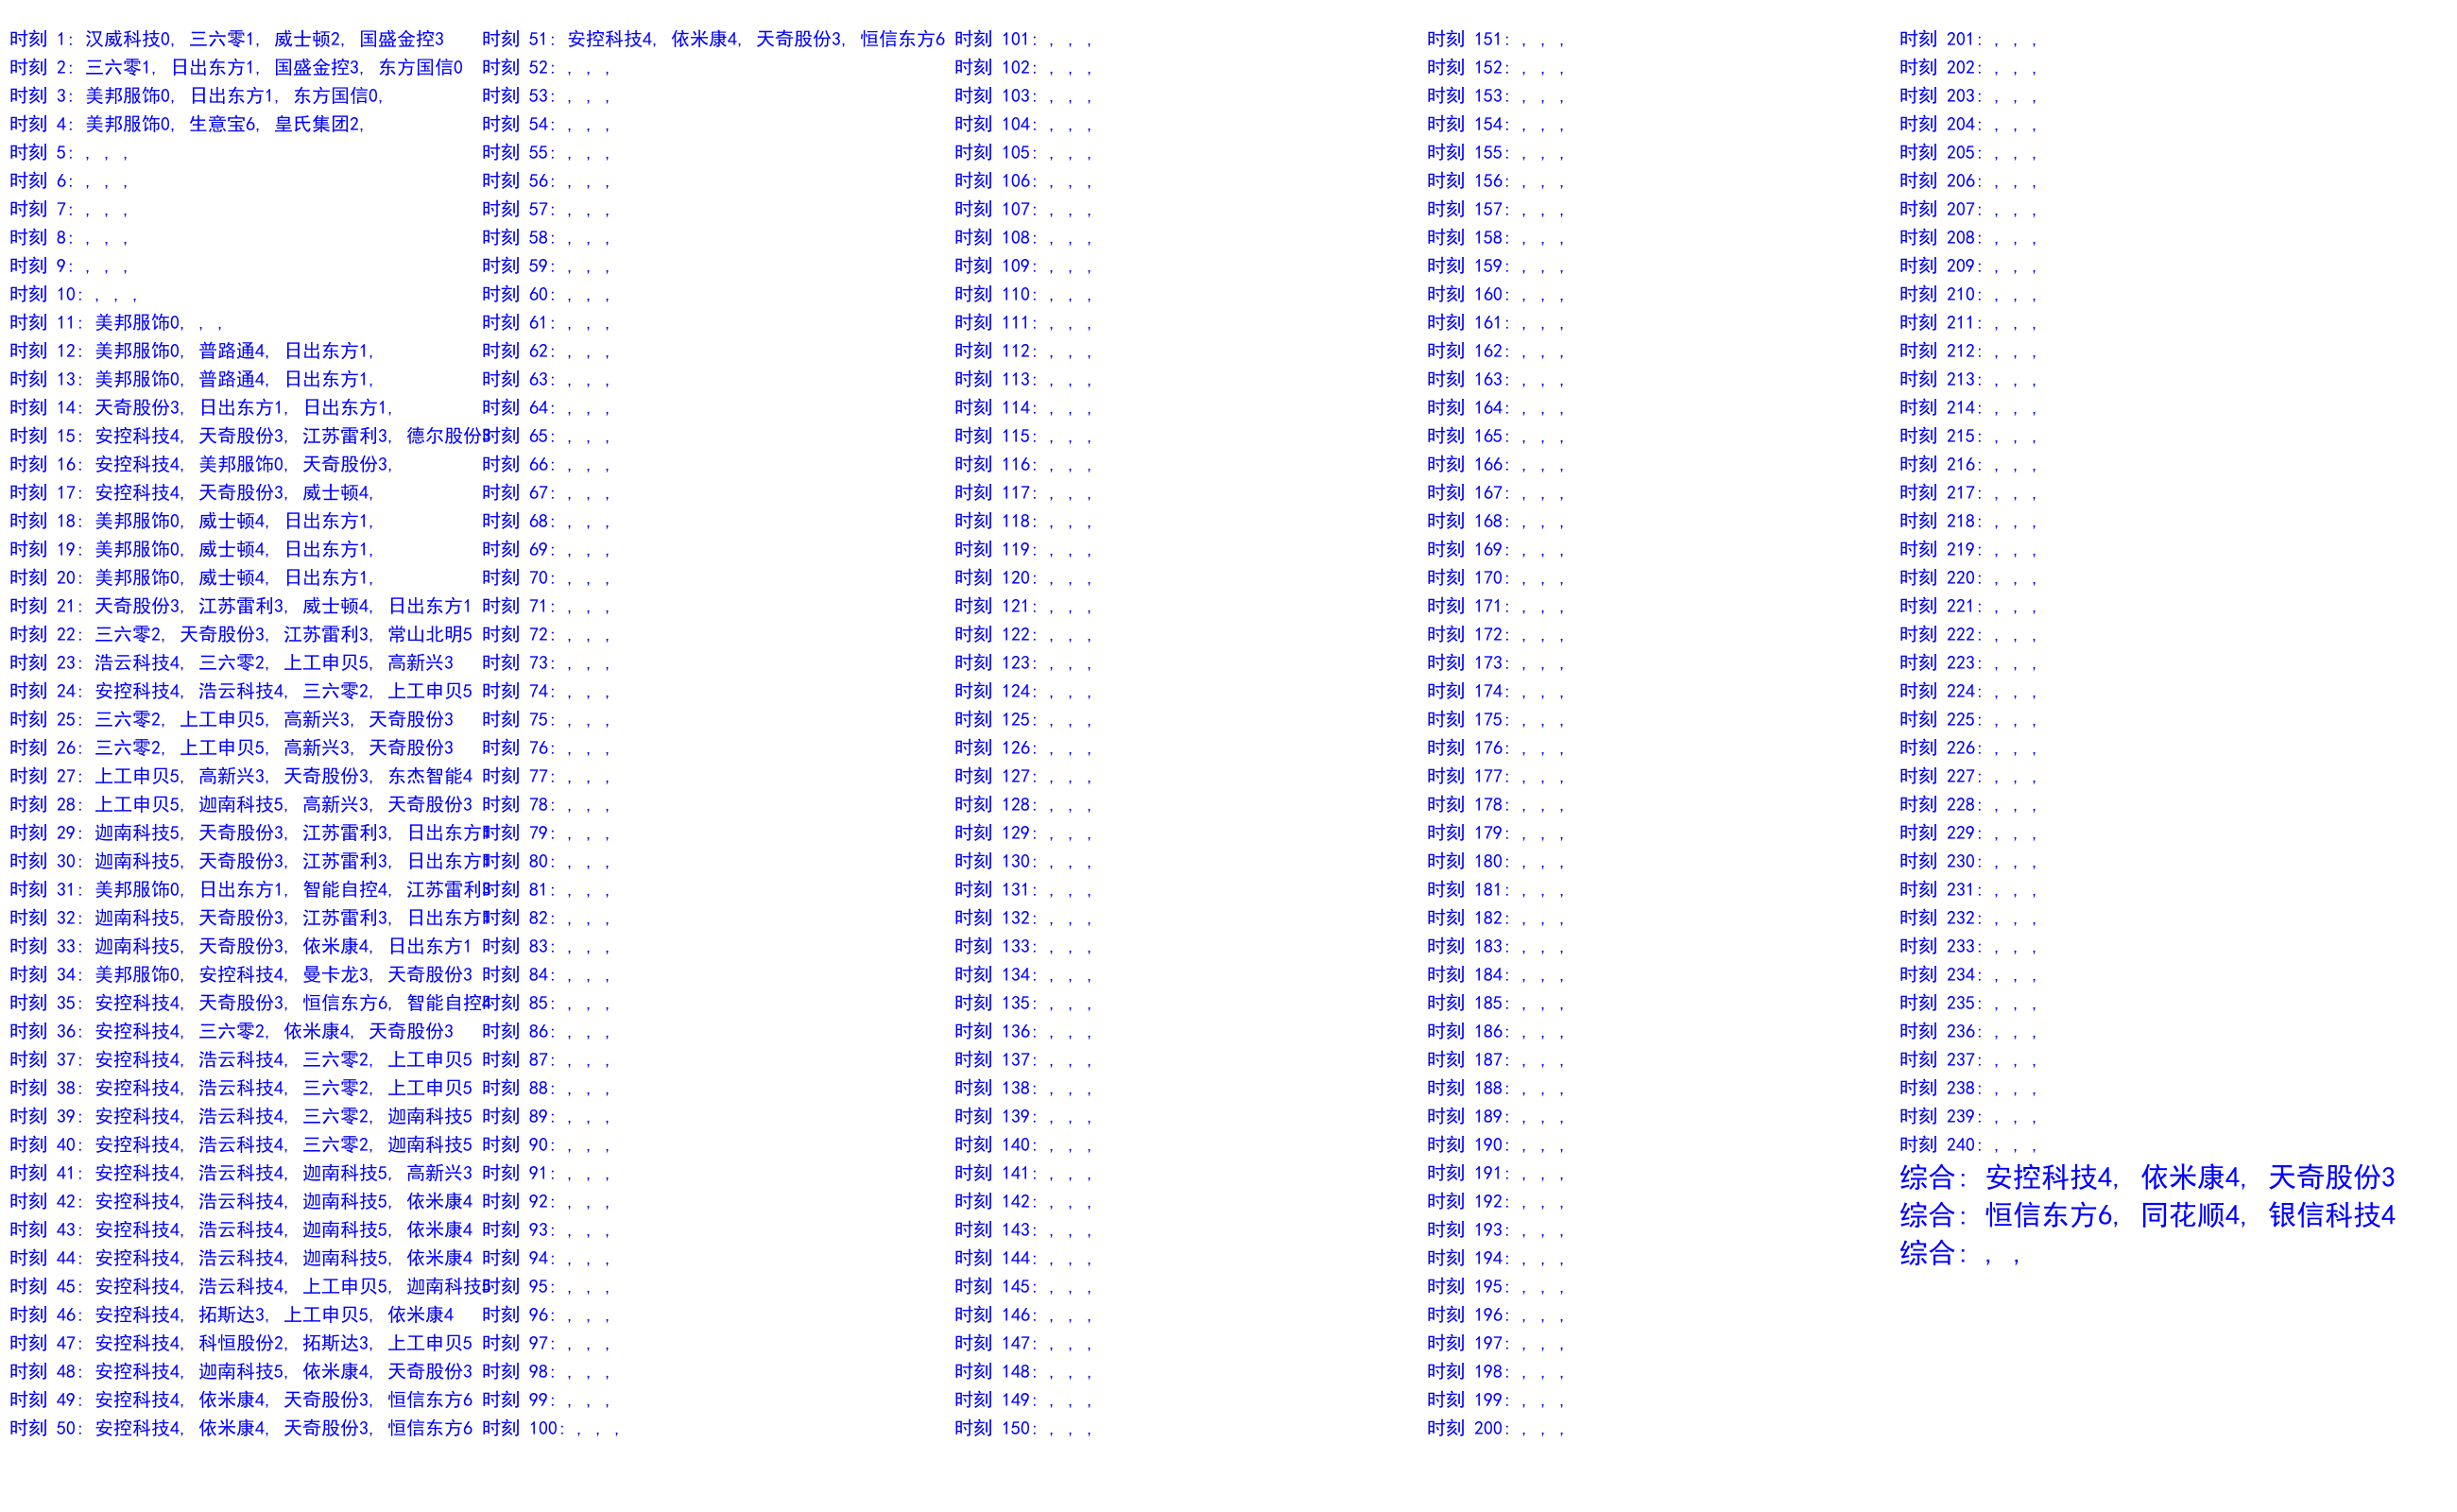 时刻 1: 汉威科技0, 三六零1, 威士顿2, 国盛金控3
时刻 2: 三六零1, 日出东方1, 国盛金控3, 东方国信0
时刻 3: 美邦服饰0, 日出东方1, 东方国信0,
时刻 4: 美邦服饰0, 生意宝6, 皇氏集团2,
时刻 5: , , ,
时刻 6: , , ,
时刻 7: , , ,
时刻 8: , , ,
时刻 9: , , ,
时刻 10: , , ,
时刻 11: 美邦服饰0, , ,
时刻 12: 美邦服饰0, 普路通4, 日出东方1,
时刻 13: 美邦服饰0, 普路通4, 日出东方1,
时刻 14: 天奇股份3, 日出东方1, 日出东方1,
时刻 15: 安控科技4, 天奇股份3, 江苏雷利3, 德尔股份3
时刻 16: 安控科技4, 美邦服饰0, 天奇股份3,
时刻 17: 安控科技4, 天奇股份3, 威士顿4,
时刻 18: 美邦服饰0, 威士顿4, 日出东方1,
时刻 19: 美邦服饰0, 威士顿4, 日出东方1,
时刻 20: 美邦服饰0, 威士顿4, 日出东方1,
时刻 21: 天奇股份3, 江苏雷利3, 威士顿4, 日出东方1
时刻 22: 三六零2, 天奇股份3, 江苏雷利3, 常山北明5
时刻 23: 浩云科技4, 三六零2, 上工申贝5, 高新兴3
时刻 24: 安控科技4, 浩云科技4, 三六零2, 上工申贝5
时刻 25: 三六零2, 上工申贝5, 高新兴3, 天奇股份3
时刻 26: 三六零2, 上工申贝5, 高新兴3, 天奇股份3
时刻 27: 上工申贝5, 高新兴3, 天奇股份3, 东杰智能4
时刻 28: 上工申贝5, 迦南科技5, 高新兴3, 天奇股份3
时刻 29: 迦南科技5, 天奇股份3, 江苏雷利3, 日出东方1
时刻 30: 迦南科技5, 天奇股份3, 江苏雷利3, 日出东方1
时刻 31: 美邦服饰0, 日出东方1, 智能自控4, 江苏雷利3
时刻 32: 迦南科技5, 天奇股份3, 江苏雷利3, 日出东方1
时刻 33: 迦南科技5, 天奇股份3, 依米康4, 日出东方1
时刻 34: 美邦服饰0, 安控科技4, 曼卡龙3, 天奇股份3
时刻 35: 安控科技4, 天奇股份3, 恒信东方6, 智能自控4
时刻 36: 安控科技4, 三六零2, 依米康4, 天奇股份3
时刻 37: 安控科技4, 浩云科技4, 三六零2, 上工申贝5
时刻 38: 安控科技4, 浩云科技4, 三六零2, 上工申贝5
时刻 39: 安控科技4, 浩云科技4, 三六零2, 迦南科技5
时刻 40: 安控科技4, 浩云科技4, 三六零2, 迦南科技5
时刻 41: 安控科技4, 浩云科技4, 迦南科技5, 高新兴3
时刻 42: 安控科技4, 浩云科技4, 迦南科技5, 依米康4
时刻 43: 安控科技4, 浩云科技4, 迦南科技5, 依米康4
时刻 44: 安控科技4, 浩云科技4, 迦南科技5, 依米康4
时刻 45: 安控科技4, 浩云科技4, 上工申贝5, 迦南科技5
时刻 46: 安控科技4, 拓斯达3, 上工申贝5, 依米康4
时刻 47: 安控科技4, 科恒股份2, 拓斯达3, 上工申贝5
时刻 48: 安控科技4, 迦南科技5, 依米康4, 天奇股份3
时刻 49: 安控科技4, 依米康4, 天奇股份3, 恒信东方6
时刻 50: 安控科技4, 依米康4, 天奇股份3, 恒信东方6
时刻 51: 安控科技4, 依米康4, 天奇股份3, 恒信东方6
时刻 52: , , ,
时刻 53: , , ,
时刻 54: , , ,
时刻 55: , , ,
时刻 56: , , ,
时刻 57: , , ,
时刻 58: , , ,
时刻 59: , , ,
时刻 60: , , ,
时刻 61: , , ,
时刻 62: , , ,
时刻 63: , , ,
时刻 64: , , ,
时刻 65: , , ,
时刻 66: , , ,
时刻 67: , , ,
时刻 68: , , ,
时刻 69: , , ,
时刻 70: , , ,
时刻 71: , , ,
时刻 72: , , ,
时刻 73: , , ,
时刻 74: , , ,
时刻 75: , , ,
时刻 76: , , ,
时刻 77: , , ,
时刻 78: , , ,
时刻 79: , , ,
时刻 80: , , ,
时刻 81: , , ,
时刻 82: , , ,
时刻 83: , , ,
时刻 84: , , ,
时刻 85: , , ,
时刻 86: , , ,
时刻 87: , , ,
时刻 88: , , ,
时刻 89: , , ,
时刻 90: , , ,
时刻 91: , , ,
时刻 92: , , ,
时刻 93: , , ,
时刻 94: , , ,
时刻 95: , , ,
时刻 96: , , ,
时刻 97: , , ,
时刻 98: , , ,
时刻 99: , , ,
时刻 100: , , ,
时刻 101: , , ,
时刻 102: , , ,
时刻 103: , , ,
时刻 104: , , ,
时刻 105: , , ,
时刻 106: , , ,
时刻 107: , , ,
时刻 108: , , ,
时刻 109: , , ,
时刻 110: , , ,
时刻 111: , , ,
时刻 112: , , ,
时刻 113: , , ,
时刻 114: , , ,
时刻 115: , , ,
时刻 116: , , ,
时刻 117: , , ,
时刻 118: , , ,
时刻 119: , , ,
时刻 120: , , ,
时刻 121: , , ,
时刻 122: , , ,
时刻 123: , , ,
时刻 124: , , ,
时刻 125: , , ,
时刻 126: , , ,
时刻 127: , , ,
时刻 128: , , ,
时刻 129: , , ,
时刻 130: , , ,
时刻 131: , , ,
时刻 132: , , ,
时刻 133: , , ,
时刻 134: , , ,
时刻 135: , , ,
时刻 136: , , ,
时刻 137: , , ,
时刻 138: , , ,
时刻 139: , , ,
时刻 140: , , ,
时刻 141: , , ,
时刻 142: , , ,
时刻 143: , , ,
时刻 144: , , ,
时刻 145: , , ,
时刻 146: , , ,
时刻 147: , , ,
时刻 148: , , ,
时刻 149: , , ,
时刻 150: , , ,
时刻 151: , , ,
时刻 152: , , ,
时刻 153: , , ,
时刻 154: , , ,
时刻 155: , , ,
时刻 156: , , ,
时刻 157: , , ,
时刻 158: , , ,
时刻 159: , , ,
时刻 160: , , ,
时刻 161: , , ,
时刻 162: , , ,
时刻 163: , , ,
时刻 164: , , ,
时刻 165: , , ,
时刻 166: , , ,
时刻 167: , , ,
时刻 168: , , ,
时刻 169: , , ,
时刻 170: , , ,
时刻 171: , , ,
时刻 172: , , ,
时刻 173: , , ,
时刻 174: , , ,
时刻 175: , , ,
时刻 176: , , ,
时刻 177: , , ,
时刻 178: , , ,
时刻 179: , , ,
时刻 180: , , ,
时刻 181: , , ,
时刻 182: , , ,
时刻 183: , , ,
时刻 184: , , ,
时刻 185: , , ,
时刻 186: , , ,
时刻 187: , , ,
时刻 188: , , ,
时刻 189: , , ,
时刻 190: , , ,
时刻 191: , , ,
时刻 192: , , ,
时刻 193: , , ,
时刻 194: , , ,
时刻 195: , , ,
时刻 196: , , ,
时刻 197: , , ,
时刻 198: , , ,
时刻 199: , , ,
时刻 200: , , ,
时刻 201: , , ,
时刻 202: , , ,
时刻 203: , , ,
时刻 204: , , ,
时刻 205: , , ,
时刻 206: , , ,
时刻 207: , , ,
时刻 208: , , ,
时刻 209: , , ,
时刻 210: , , ,
时刻 211: , , ,
时刻 212: , , ,
时刻 213: , , ,
时刻 214: , , ,
时刻 215: , , ,
时刻 216: , , ,
时刻 217: , , ,
时刻 218: , , ,
时刻 219: , , ,
时刻 220: , , ,
时刻 221: , , ,
时刻 222: , , ,
时刻 223: , , ,
时刻 224: , , ,
时刻 225: , , ,
时刻 226: , , ,
时刻 227: , , ,
时刻 228: , , ,
时刻 229: , , ,
时刻 230: , , ,
时刻 231: , , ,
时刻 232: , , ,
时刻 233: , , ,
时刻 234: , , ,
时刻 235: , , ,
时刻 236: , , ,
时刻 237: , , ,
时刻 238: , , ,
时刻 239: , , ,
时刻 240: , , ,
综合: 安控科技4, 依米康4, 天奇股份3
综合: 恒信东方6, 同花顺4, 银信科技4
综合: , ,